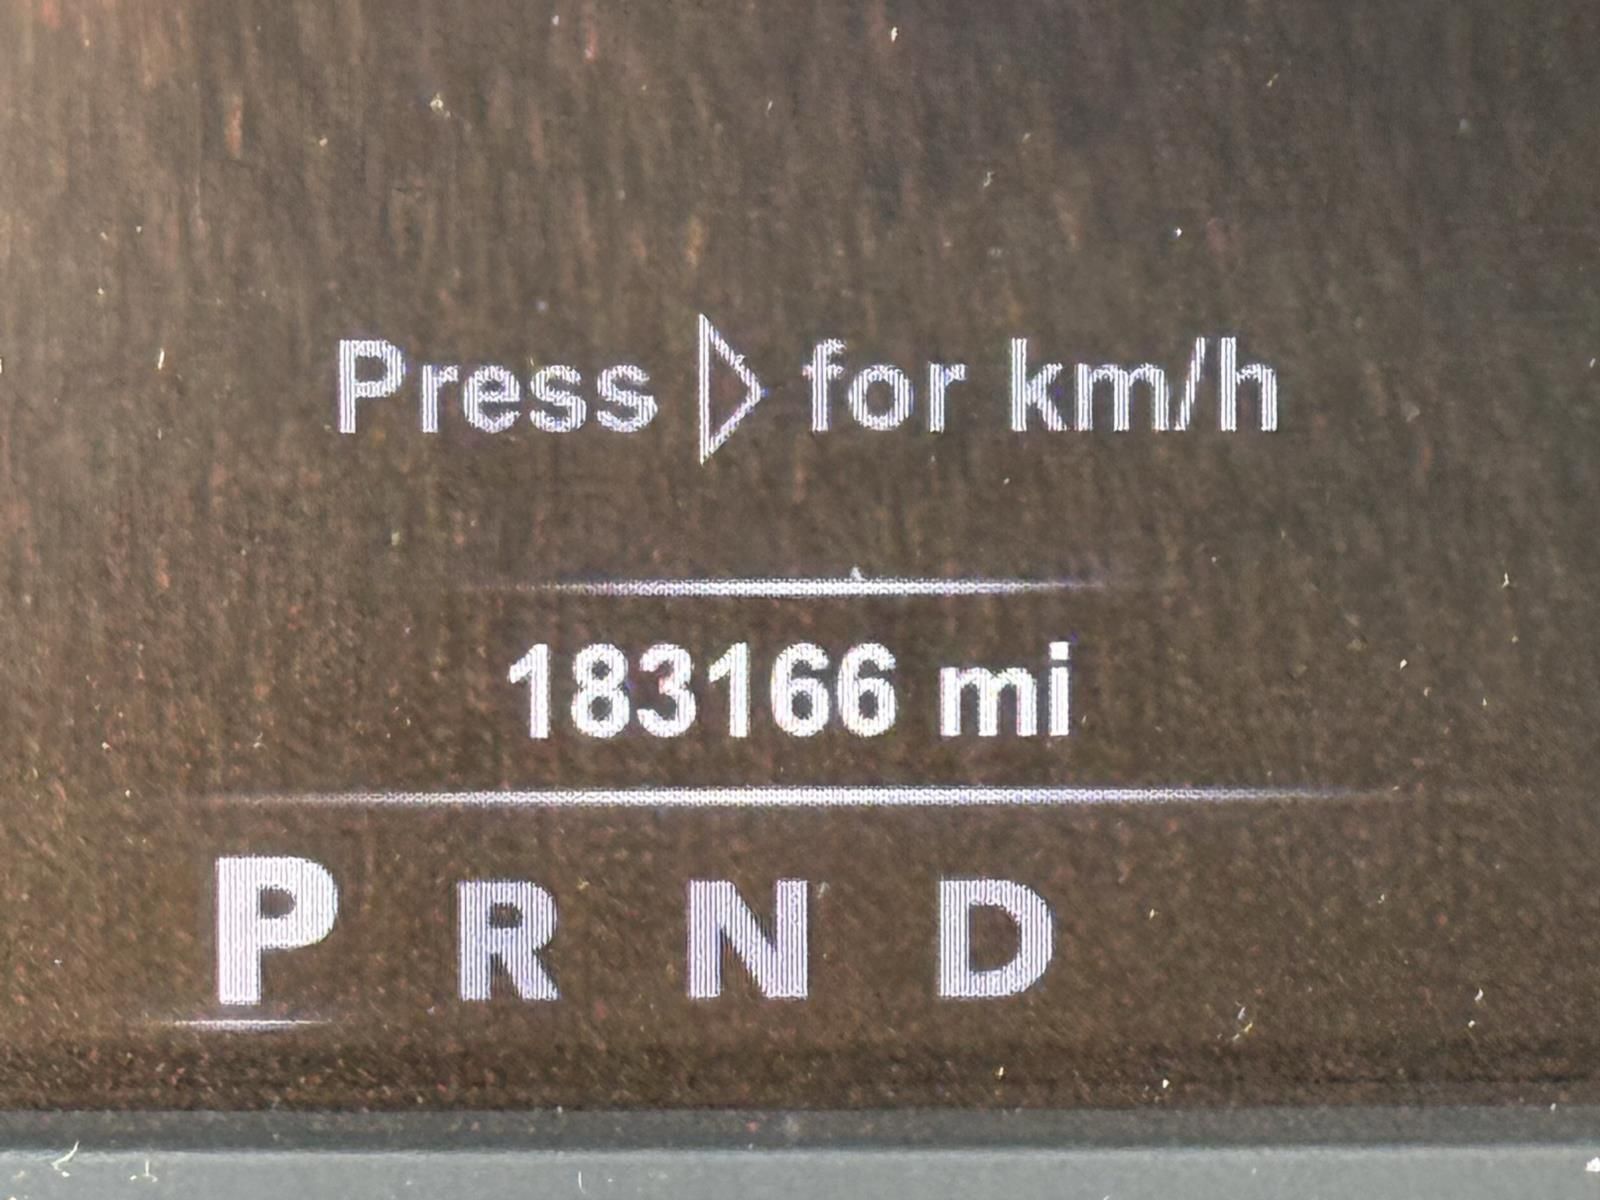 Press ▷ for km/h
183166 mi
P R N D